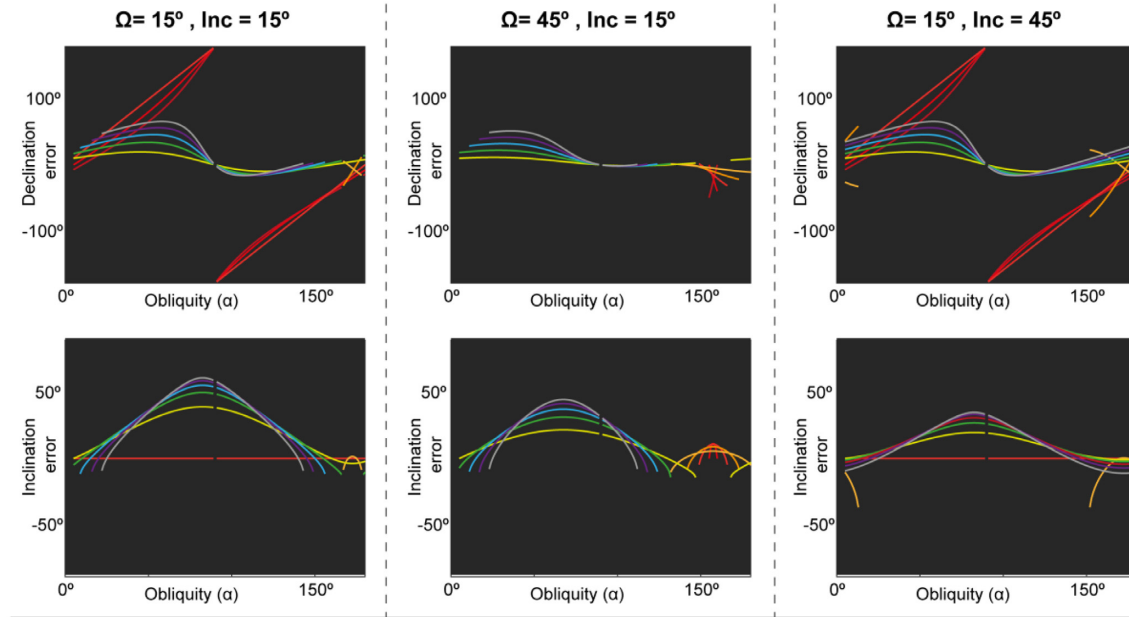 Ω= 15º , Inc = 15º
Ω= 45º , Inc = 15º
Ω= 15º , Inc = 45º
Declination
error
100º
-100º
0º
150º
Obliquity (α)
Declination
error
100º
-100º
0º
150º
Obliquity (α)
Declination
error
100º
-100º
0º
150º
Obliquity (α)
Inclination
error
50º
-50º
0º
150º
Obliquity (α)
Inclination
error
50º
-50º
0º
150º
Obliquity (α)
Inclination
error
50º
-50º
0º
150º
Obliquity (α)